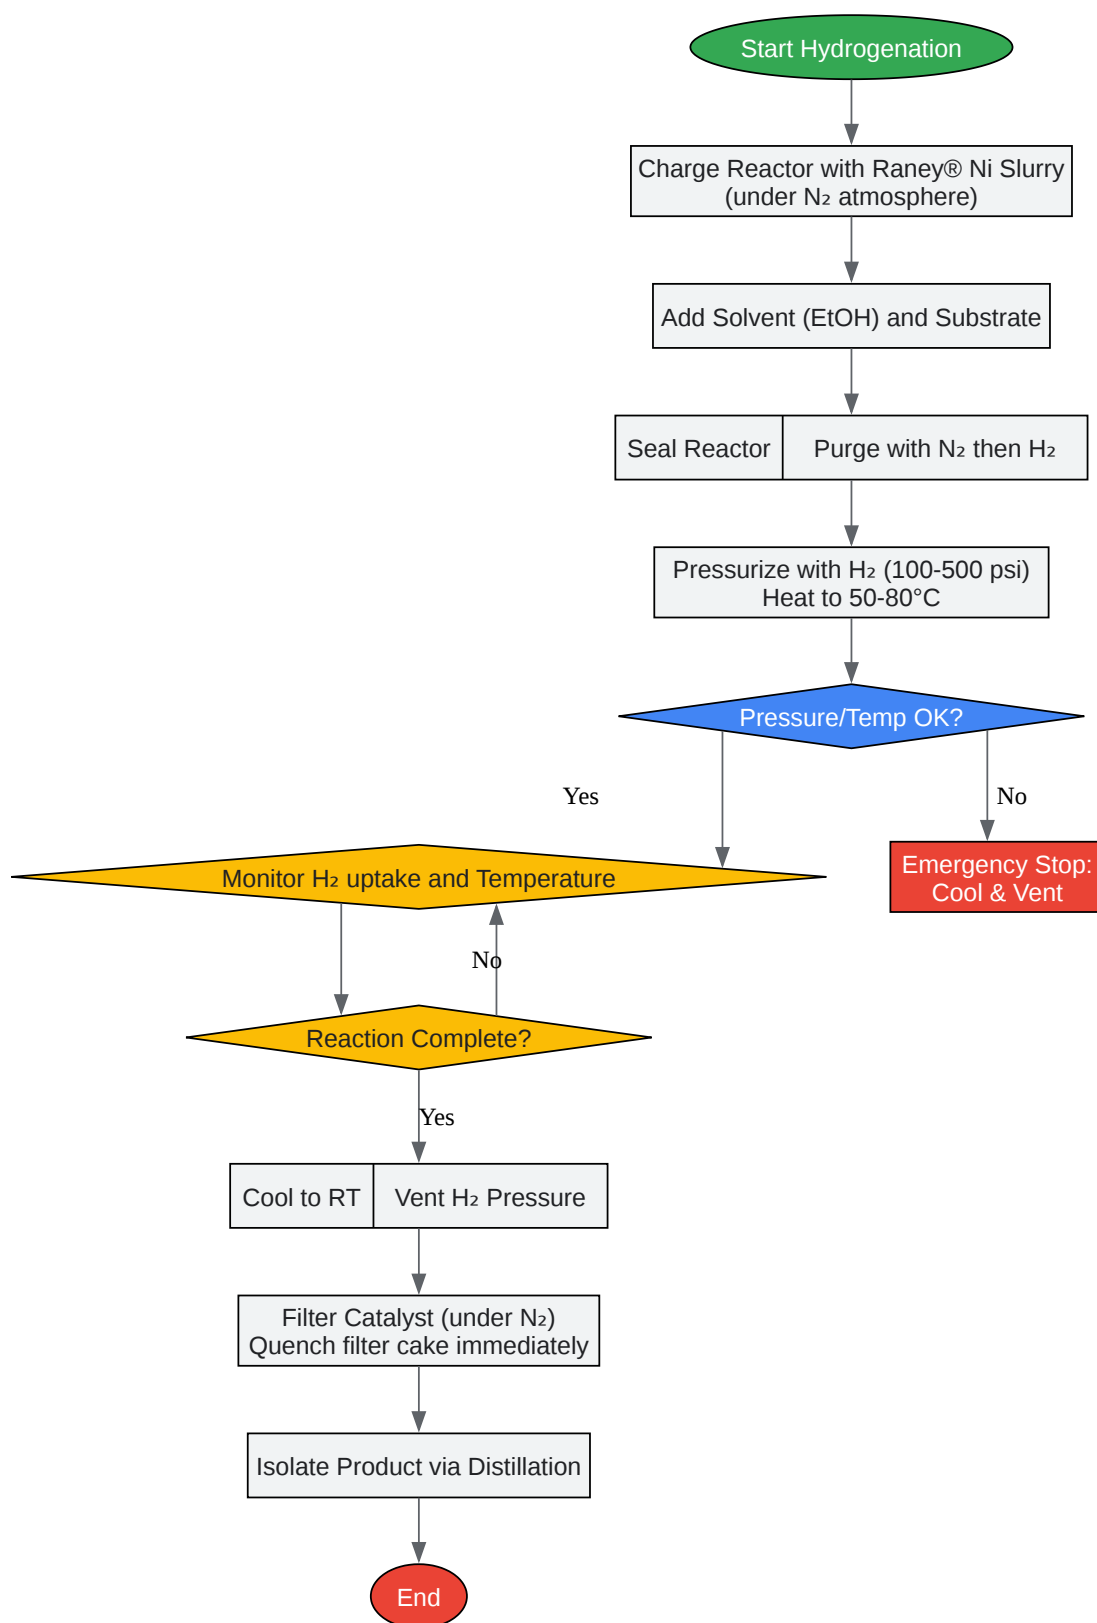 Start Hydrogenation
Charge Reactor with Raney® Ni Slurry
(under N₂ atmosphere)
Add Solvent (EtOH) and Substrate
Seal Reactor
Purge with N₂ then H₂
Pressurize with H₂ (100-500 psi)
Heat to 50-80°C
Pressure/Temp OK?
Yes
No
Emergency Stop:
Cool & Vent
Monitor H₂ uptake and Temperature
No
Reaction Complete?
Yes
Cool to RT
Vent H₂ Pressure
Filter Catalyst (under N₂)
Quench filter cake immediately
Isolate Product via Distillation
End